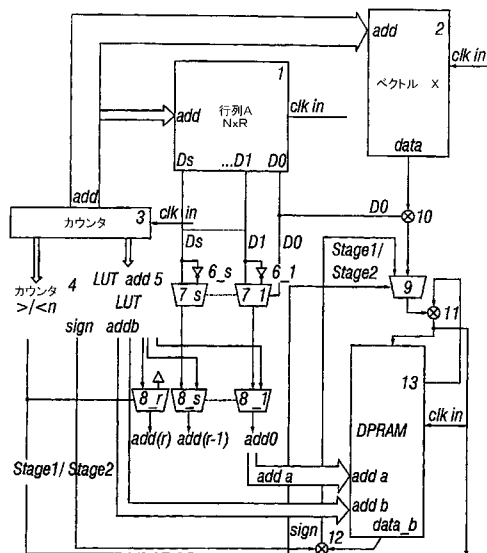 add
2
clk in
ベクトル X
data
1
行列A
NxR
add
clk in
Ds
...D1
D0
add
カウンタ
3
clk in
Ds
D1
D0
D0
10
カウンタ
>/<n
4
LUT add 5
LUT
6_s
6_1
Stage1/
Stage2
7 s
7 1
9
11
sign
addb
13
8_r
8_s
8_1
clk in
add(r)
add(r-1)
add0
DPRAM
Stage1/ Stage2
add a
add a
add b
sign
data_b
12